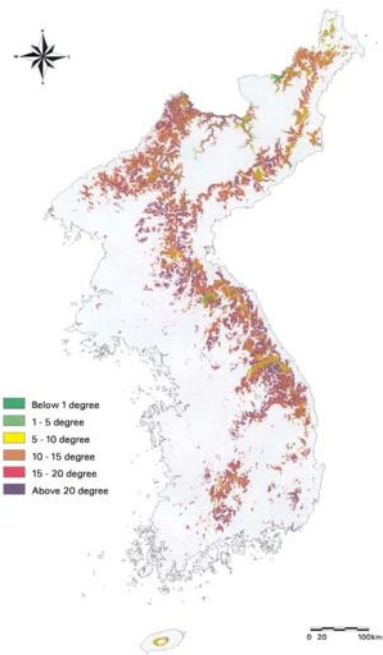 Below 1 degree
1 - 5 degree
5 - 10 degree
10 - 15 degree
15 - 20 degree
Above 20 degree
0 20 100km